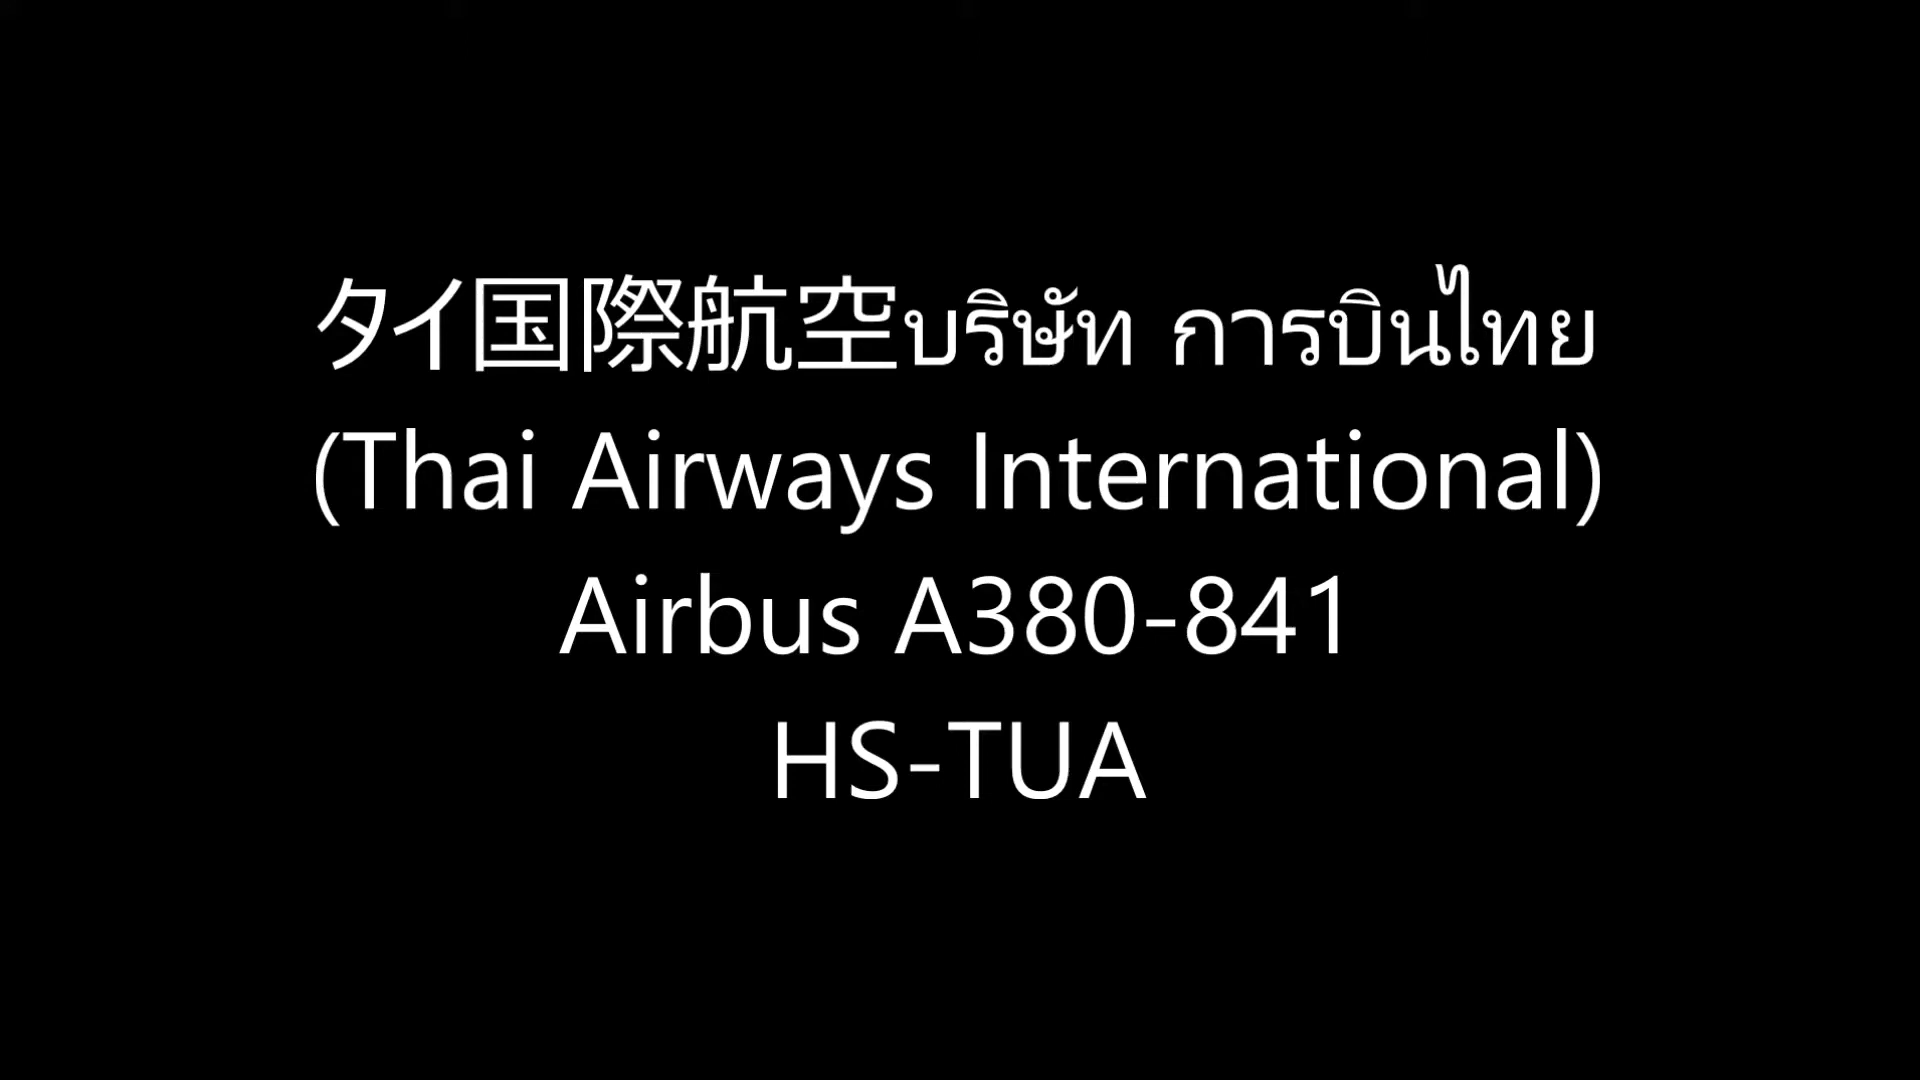 タイ国際航空บริษัท การบินไทย
(Thai Airways International)
Airbus A380-841
HS-TUA